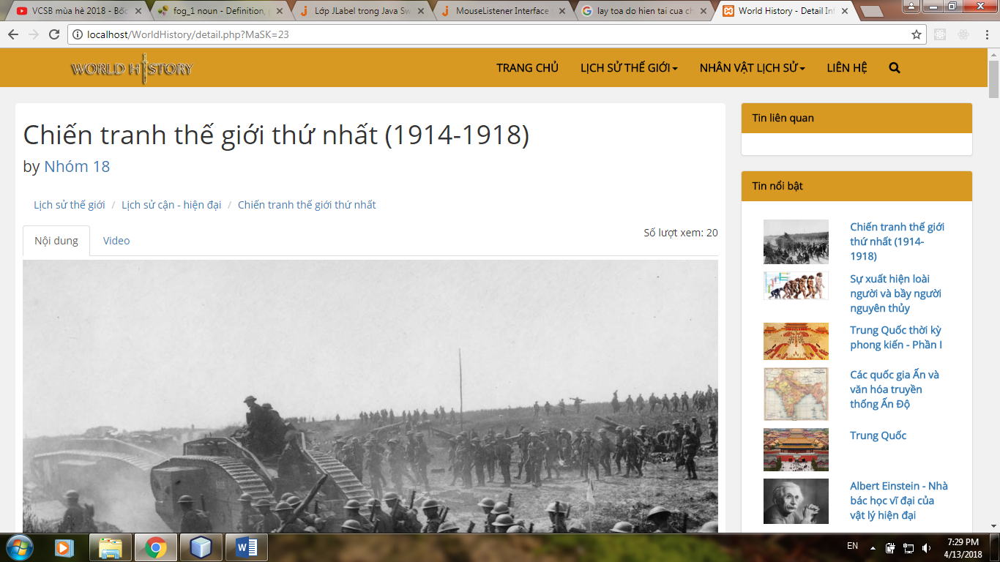 VCSB mùa hè 2018 - Bốc
fog_1 noun - Definition,
Lớp JLabel trong Java Sw
MouseListener Interface
lay toa do hien tai cua ch
World History - Detail Inf
localhost/WorldHistory/detail.php?MaSK=23
WORLD HISTORY
TRANG CHỦ
LỊCH SỬ THẾ GIỚI
NHÂN VẬT LỊCH SỬ
LIÊN HỆ
Chiến tranh thế giới thứ nhất (1914-1918)
by Nhóm 18
Lịch sử thế giới / Lịch sử cận - hiện đại / Chiến tranh thế giới thứ nhất
Nội dung
Video
Số lượt xem: 20
Tin liên quan
Tin nổi bật
Chiến tranh thế giới
thứ nhất (1914-
1918)
Sự xuất hiện loài
người và bầy người
nguyên thủy
Trung Quốc thời kỳ
phong kiến - Phần I
Các quốc gia Ấn và
văn hóa truyền
thống Ấn Độ
Trung Quốc
Albert Einstein - Nhà
bác học vĩ đại của
vật lý hiện đại
EN
7:29 PM
4/13/2018